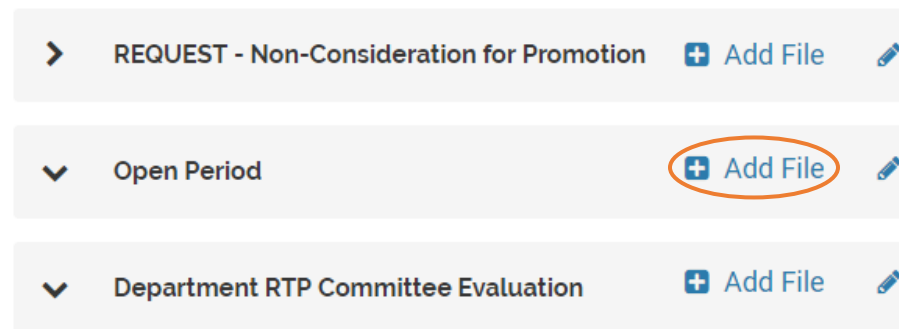 REQUEST - Non-Consideration for Promotion Add File
Open Period Add File
Department RTP Committee Evaluation Add File